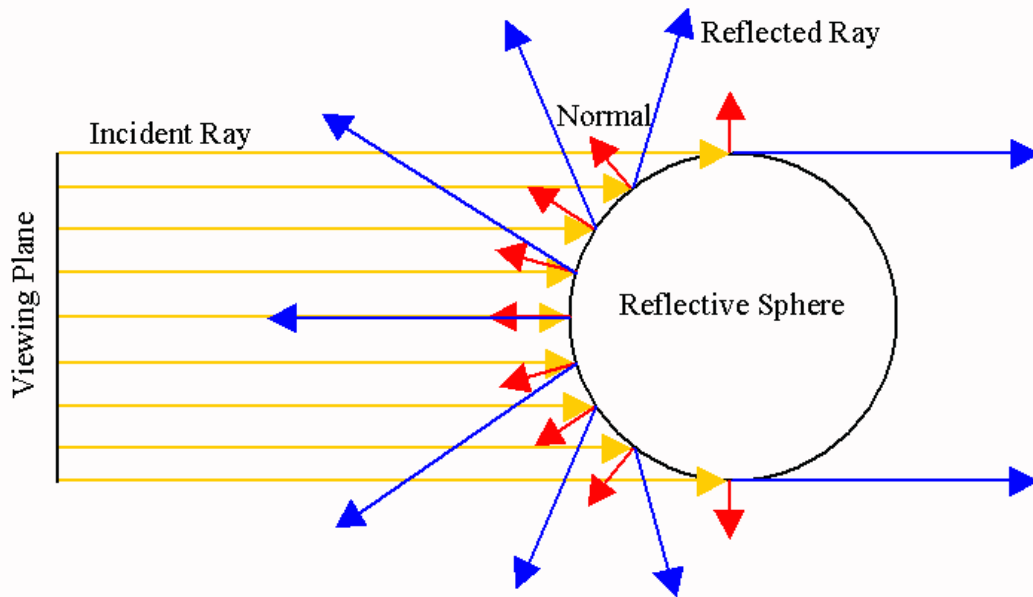 Reflected Ray
Normal
Incident Ray
Viewing Plane
Reflective Sphere